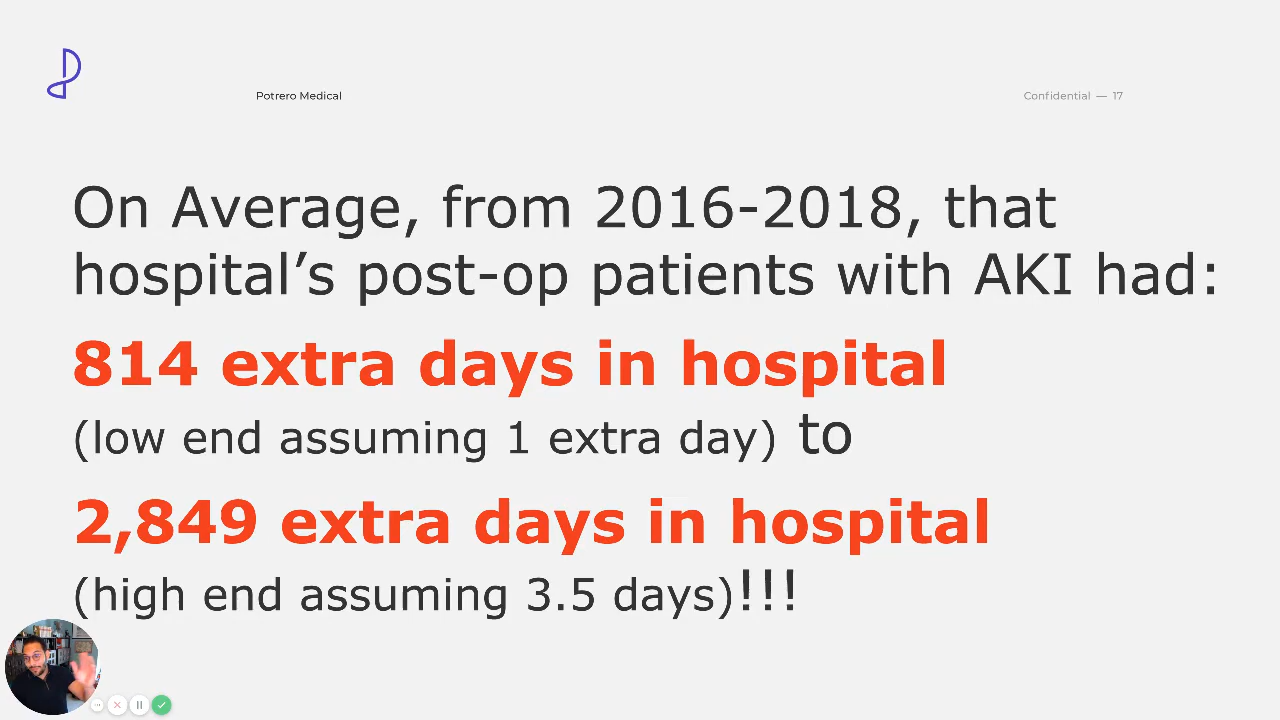 Potrero Medical
Confidential — 17
On Average, from 2016-2018, that
hospital’s post-op patients with AKI had:
814 extra days in hospital
(low end assuming 1 extra day) to
2,849 extra days in hospital
(high end assuming 3.5 days)!!!